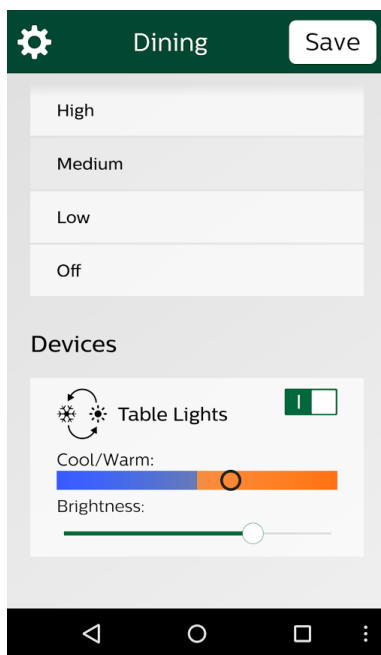 Dining
Save
High
Medium
Low
Off
Devices
Table Lights
Cool/Warm:
Brightness: